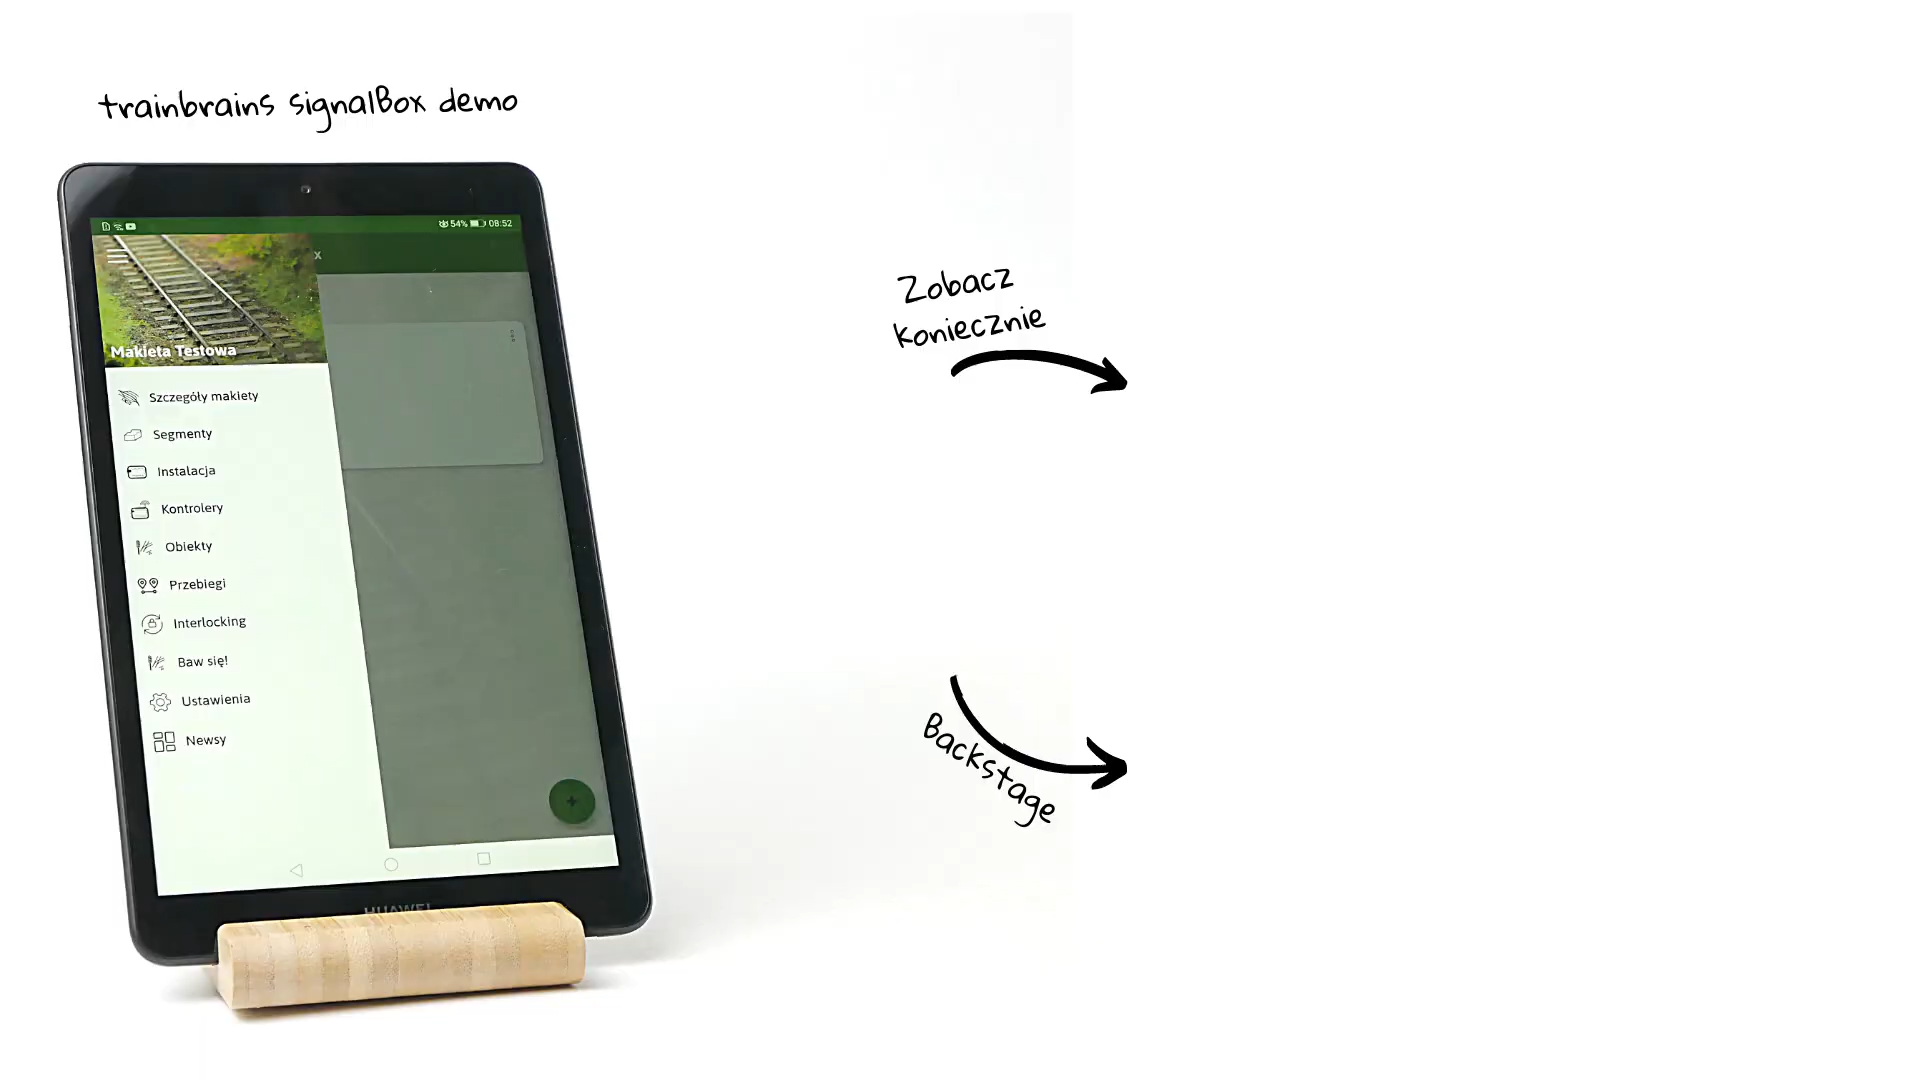 trainbrains signalBox demo
54% 08:52
x
Makieta Testowa
Szczegóły makiety
Segmenty
Instalacja
Kontrolery
Obiekty
Przebiegi
Interlocking
Baw się!
Ustawienia
Newsy
HUAWEI
Zobacz
koniecznie
Backstage